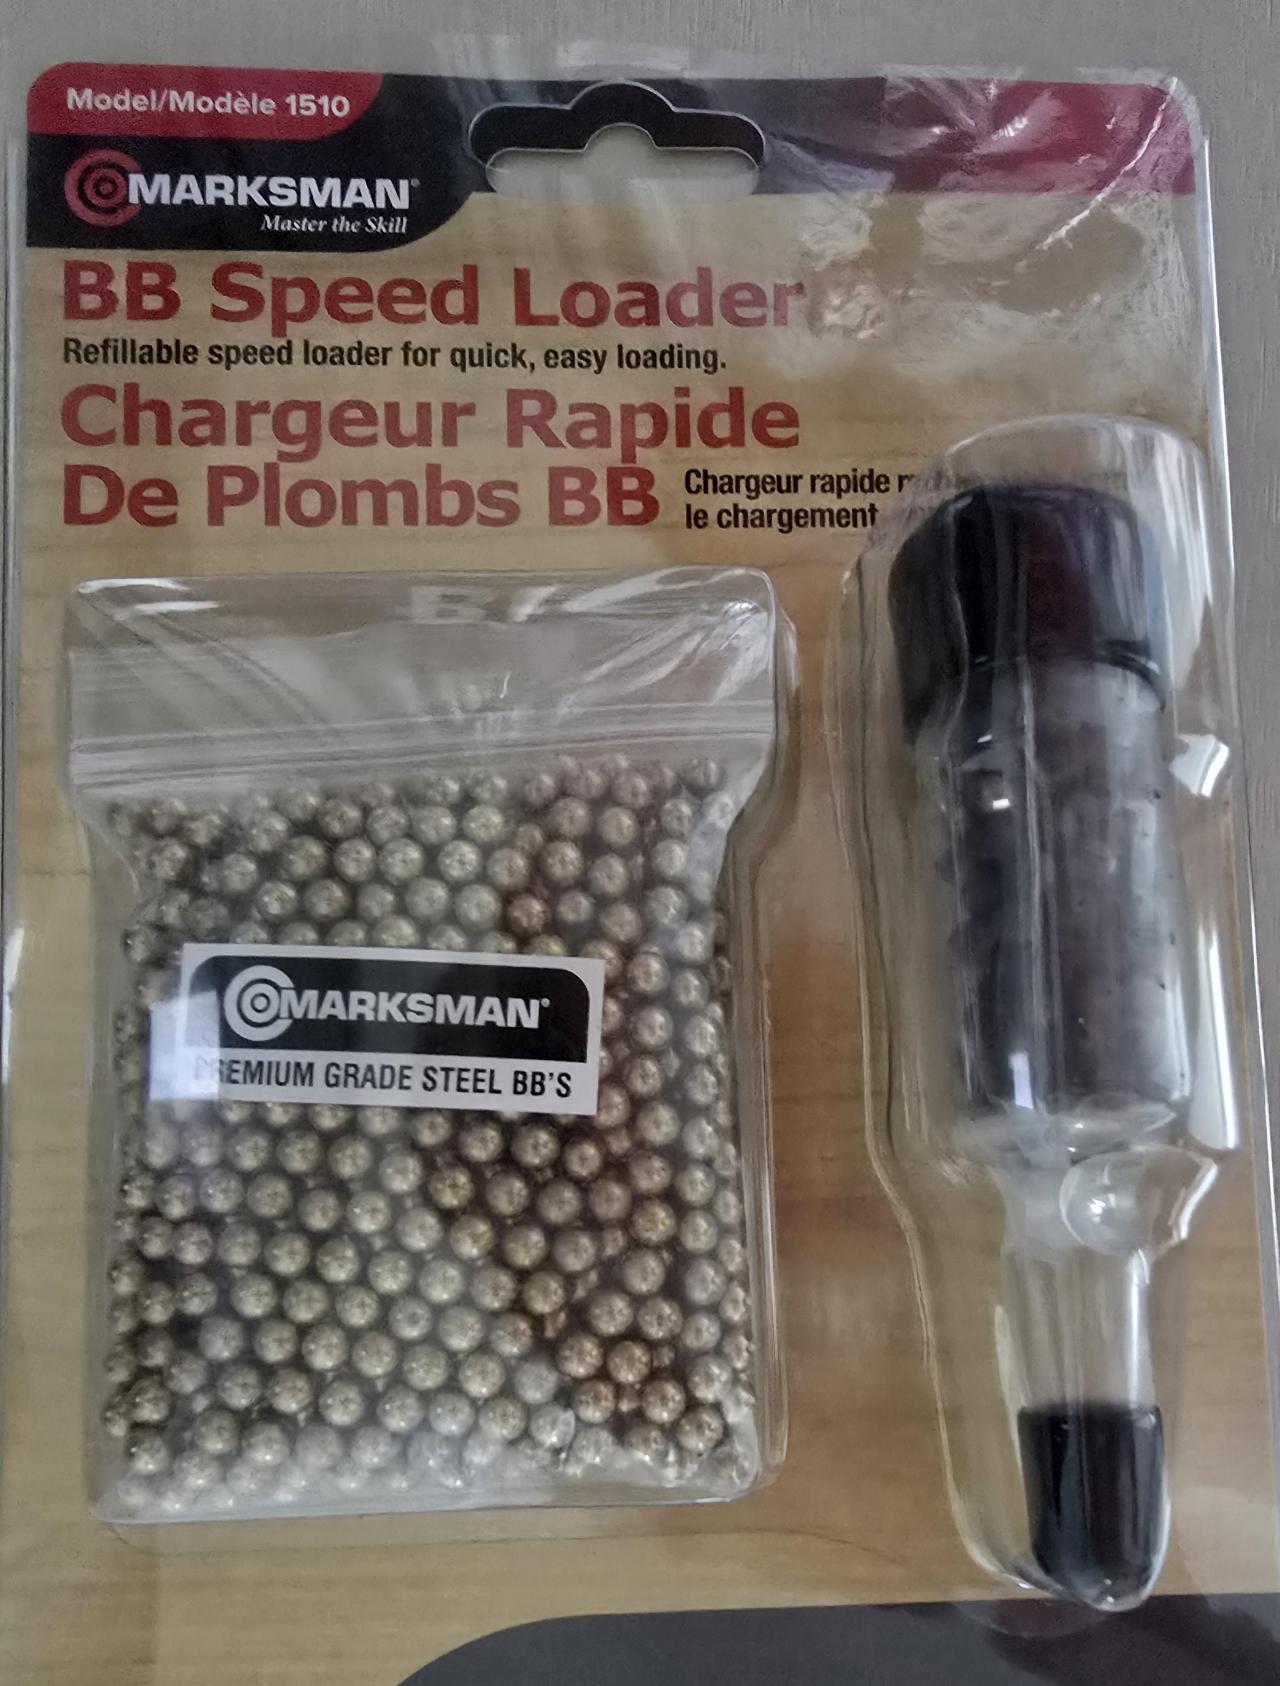 Model/Modèle 1510
MARKSMAN®
Master the Skill
BB Speed Loader
Refillable speed loader for quick, easy loading.
Chargeur Rapide
De Plombs BB
Chargeur rapide
le chargement
MARKSMAN®
PREMIUM GRADE STEEL BB'S